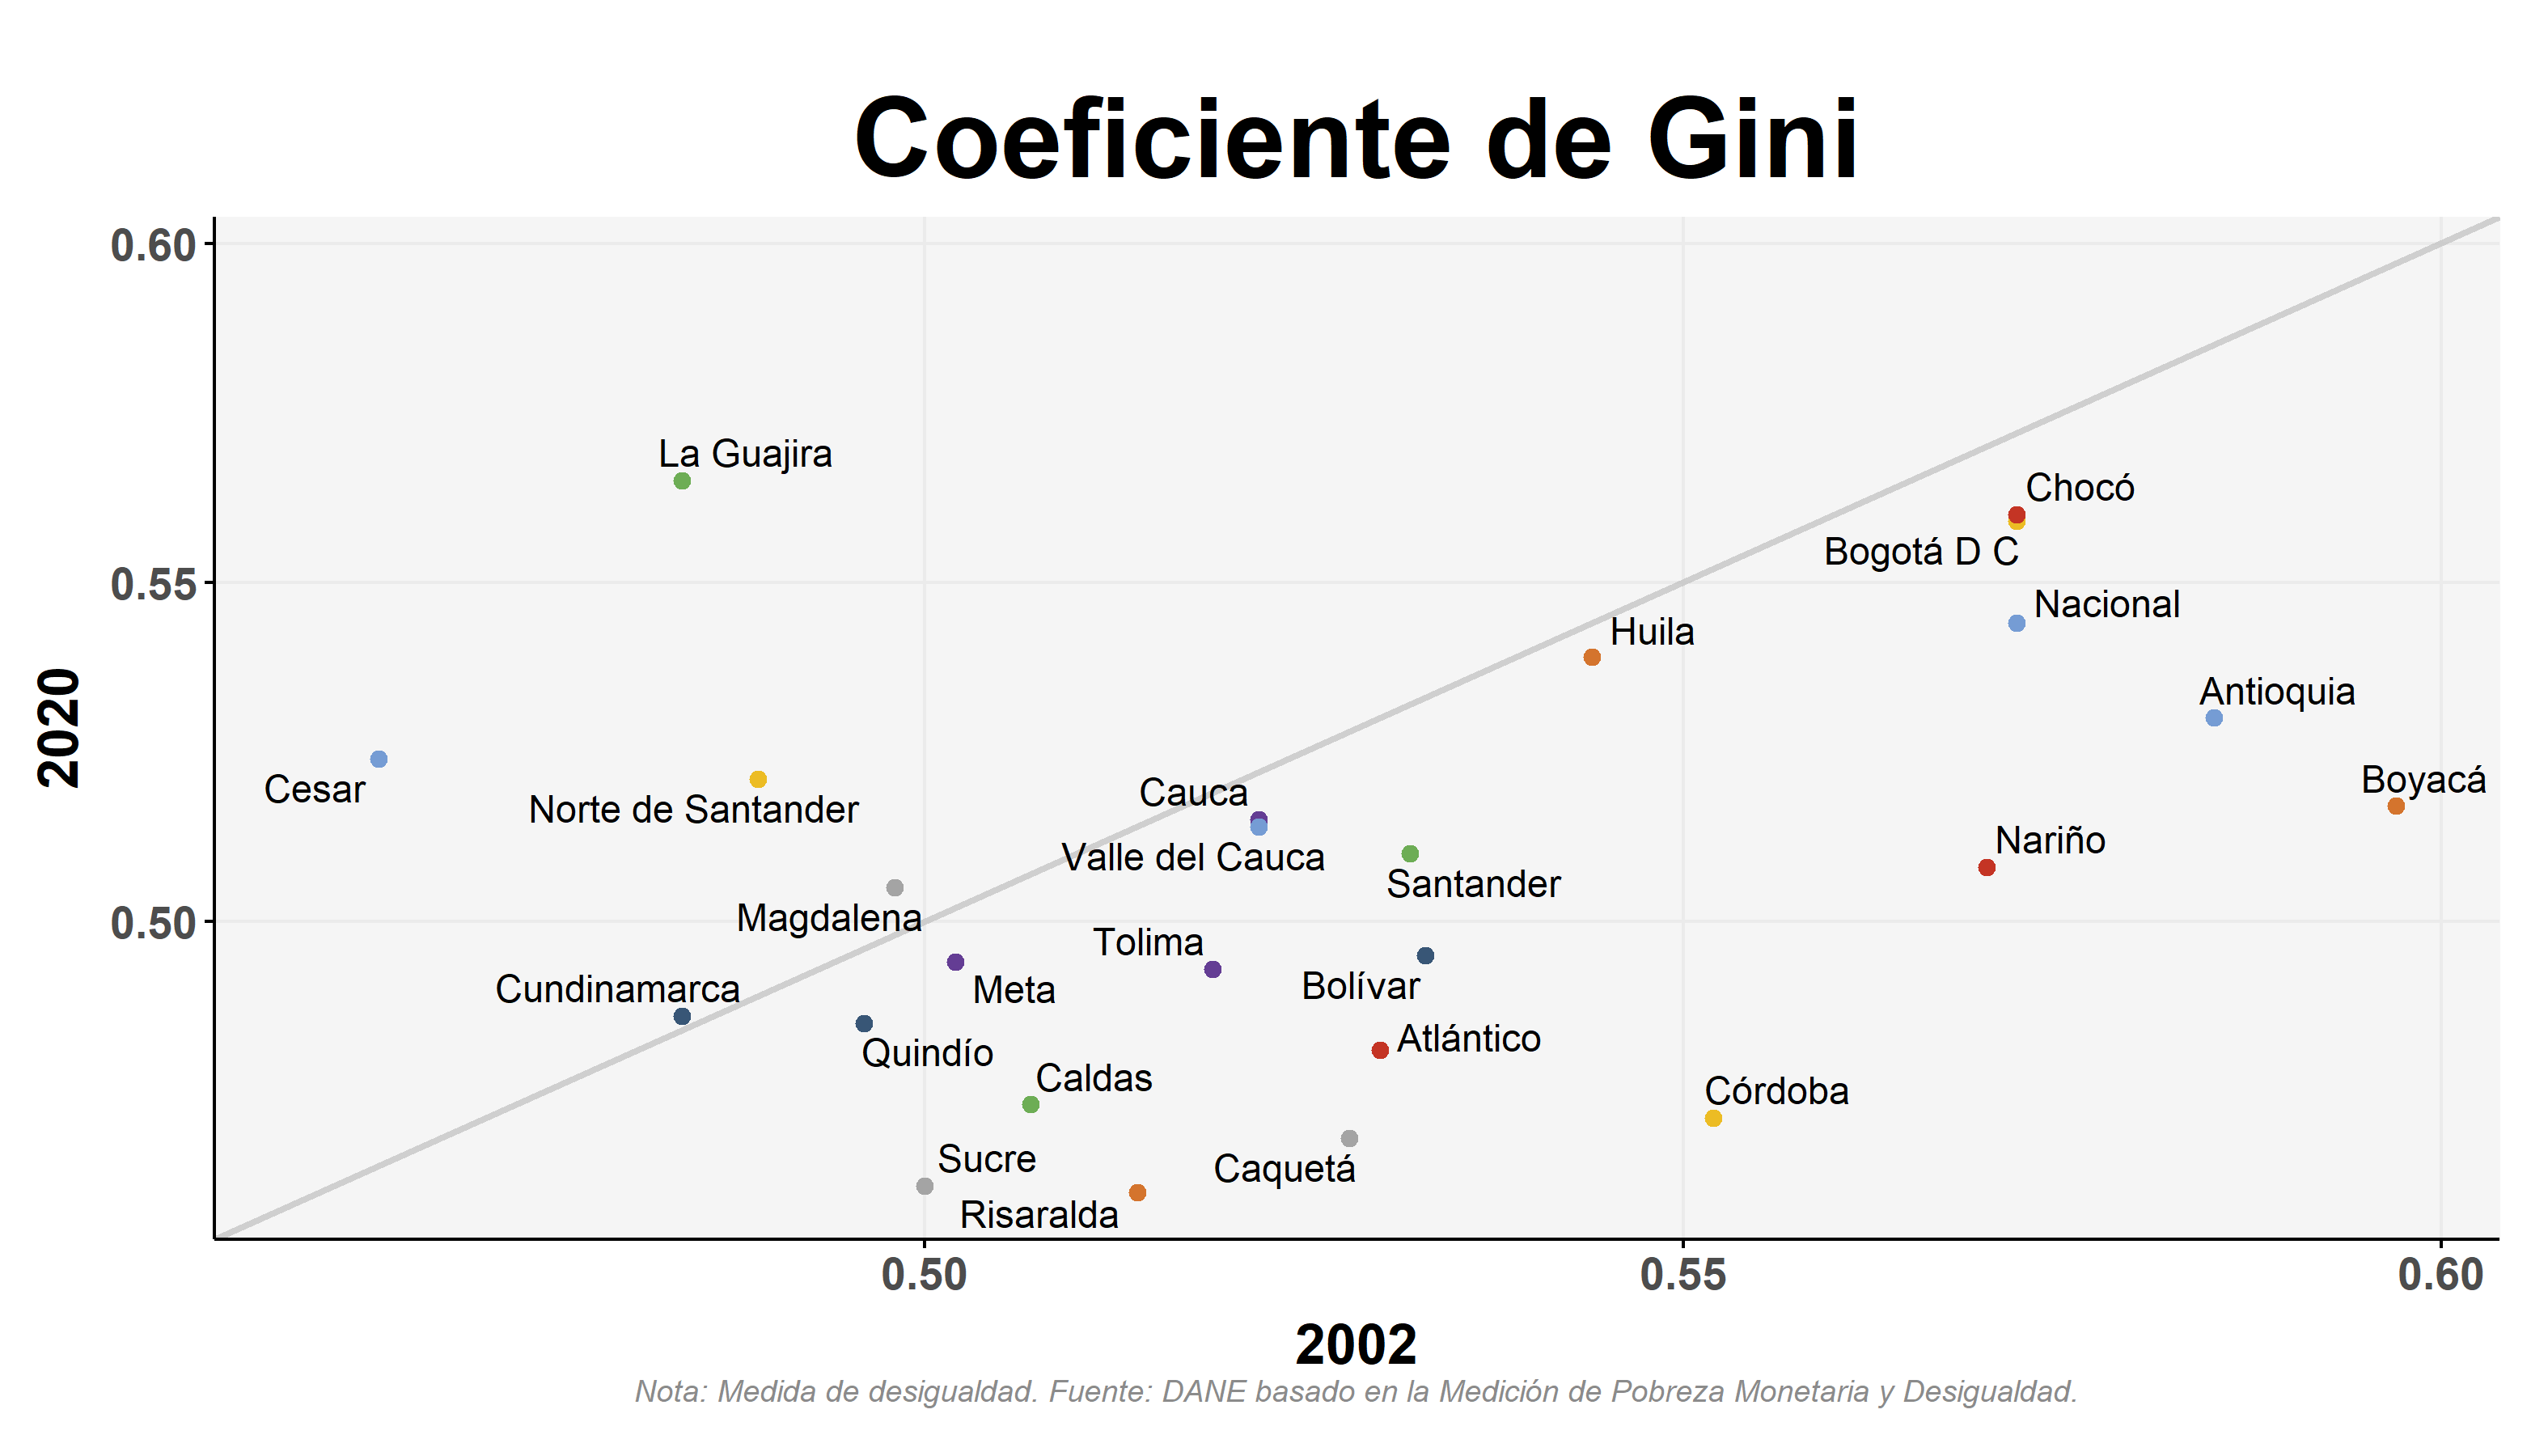 Coeficiente de Gini
0.60
La Guajira
Chocó
Bogotá D C
0.55
Nacional
Huila
Antioquia
2020
Cesar
Norte de Santander
Cauca
Boyacá
Valle del Cauca
Nariño
Santander
Magdalena
0.50
Tolima
Cundinamarca
Meta
Bolívar
Quindío
Atlántico
Caldas
Córdoba
Sucre
Caquetá
Risaralda
0.50 0.55 0.60
2002
Nota: Medida de desigualdad. Fuente: DANE basado en la Medición de Pobreza Monetaria y Desigualdad.